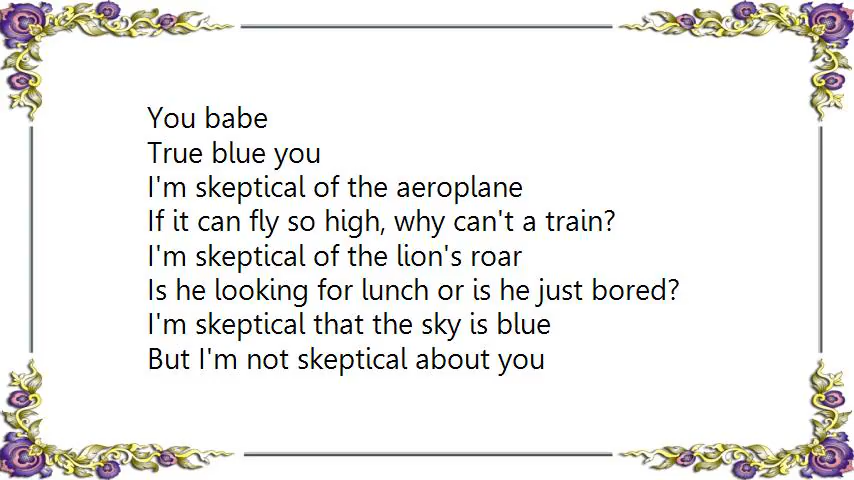 You babe
True blue you
I'm skeptical of the aeroplane
If it can fly so high, why can't a train?
I'm skeptical of the lion's roar
Is he looking for lunch or is he just bored?
I'm skeptical that the sky is blue
But I'm not skeptical about you